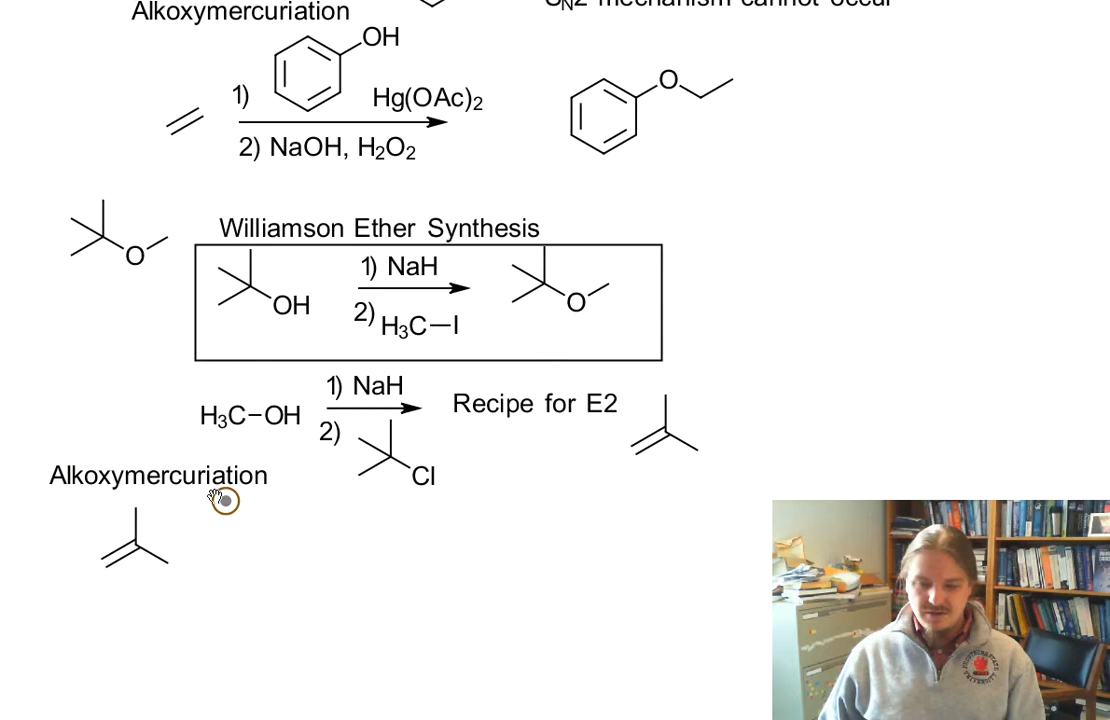 Alkoxymercuriation
OH
1)
Hg(OAc)2
2) NaOH, H2O2
O
O
Williamson Ether Synthesis
OH
1) NaH
2) H3C-I
O
H3C-OH
1) NaH
2)
Cl
Recipe for E2
Alkoxymercuriation